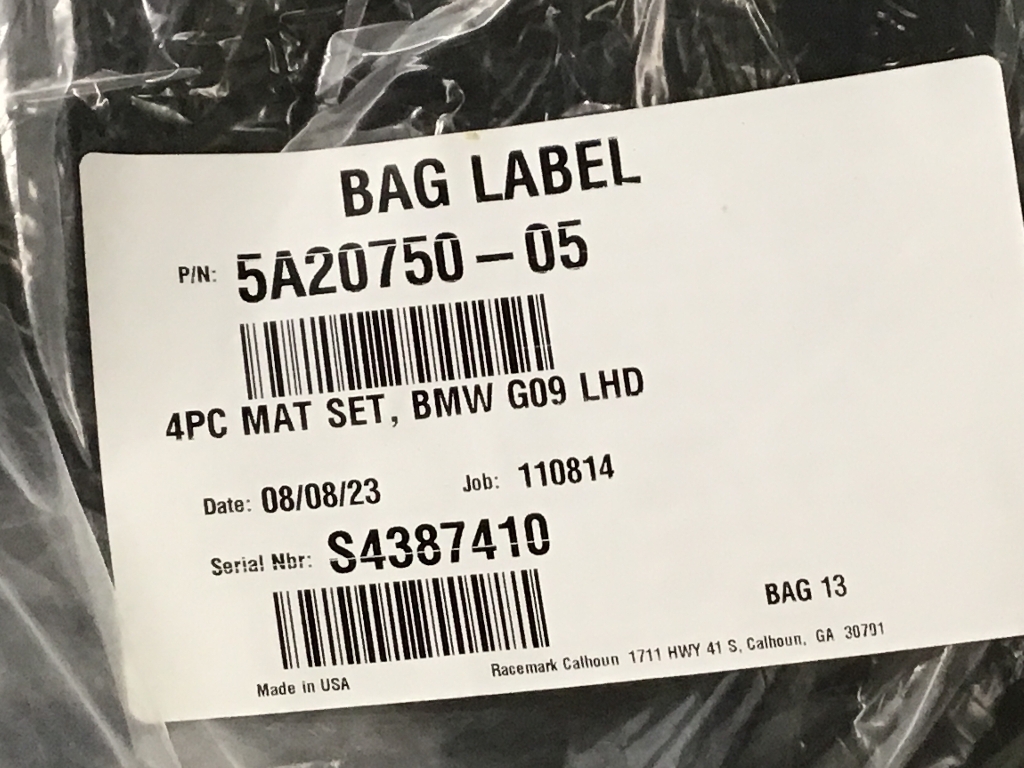 BAG LABEL
P/N: 5A20750-05
4PC MAT SET, BMW G09 LHD
Date: 08/08/23 Job: 110814
Serial Nbr: S4387410
BAG 13
Made in USA Racemark Calhoun 1711 HWY 41 S, Calhoun, GA 30701